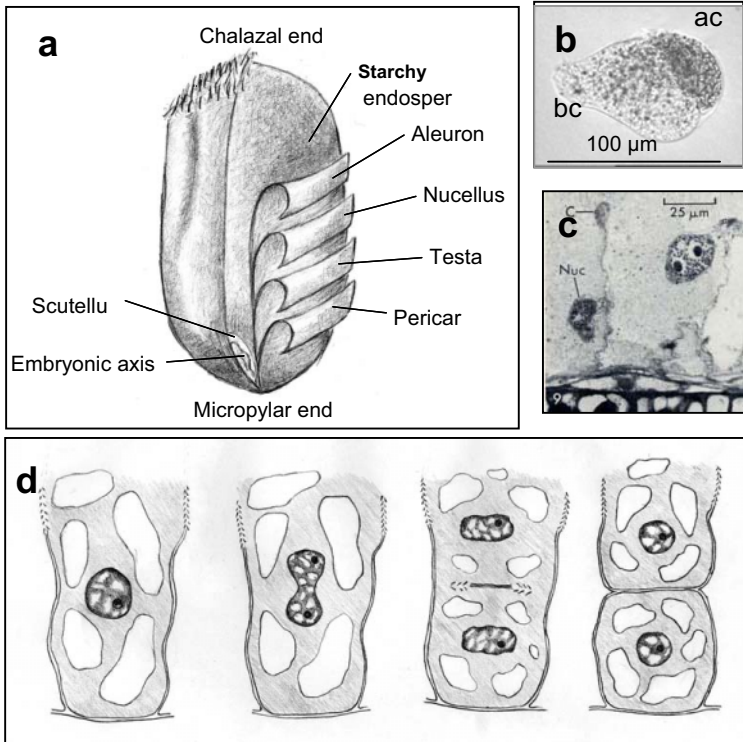 a
Chalazal end
Starchy
endosper
Aleuron
Nucellus
Testa
Pericar
Scutellu
Embryonic axis
Micropylar end
b
ac
bc
100 µm
c
C
25 µm
Nuc
9
d